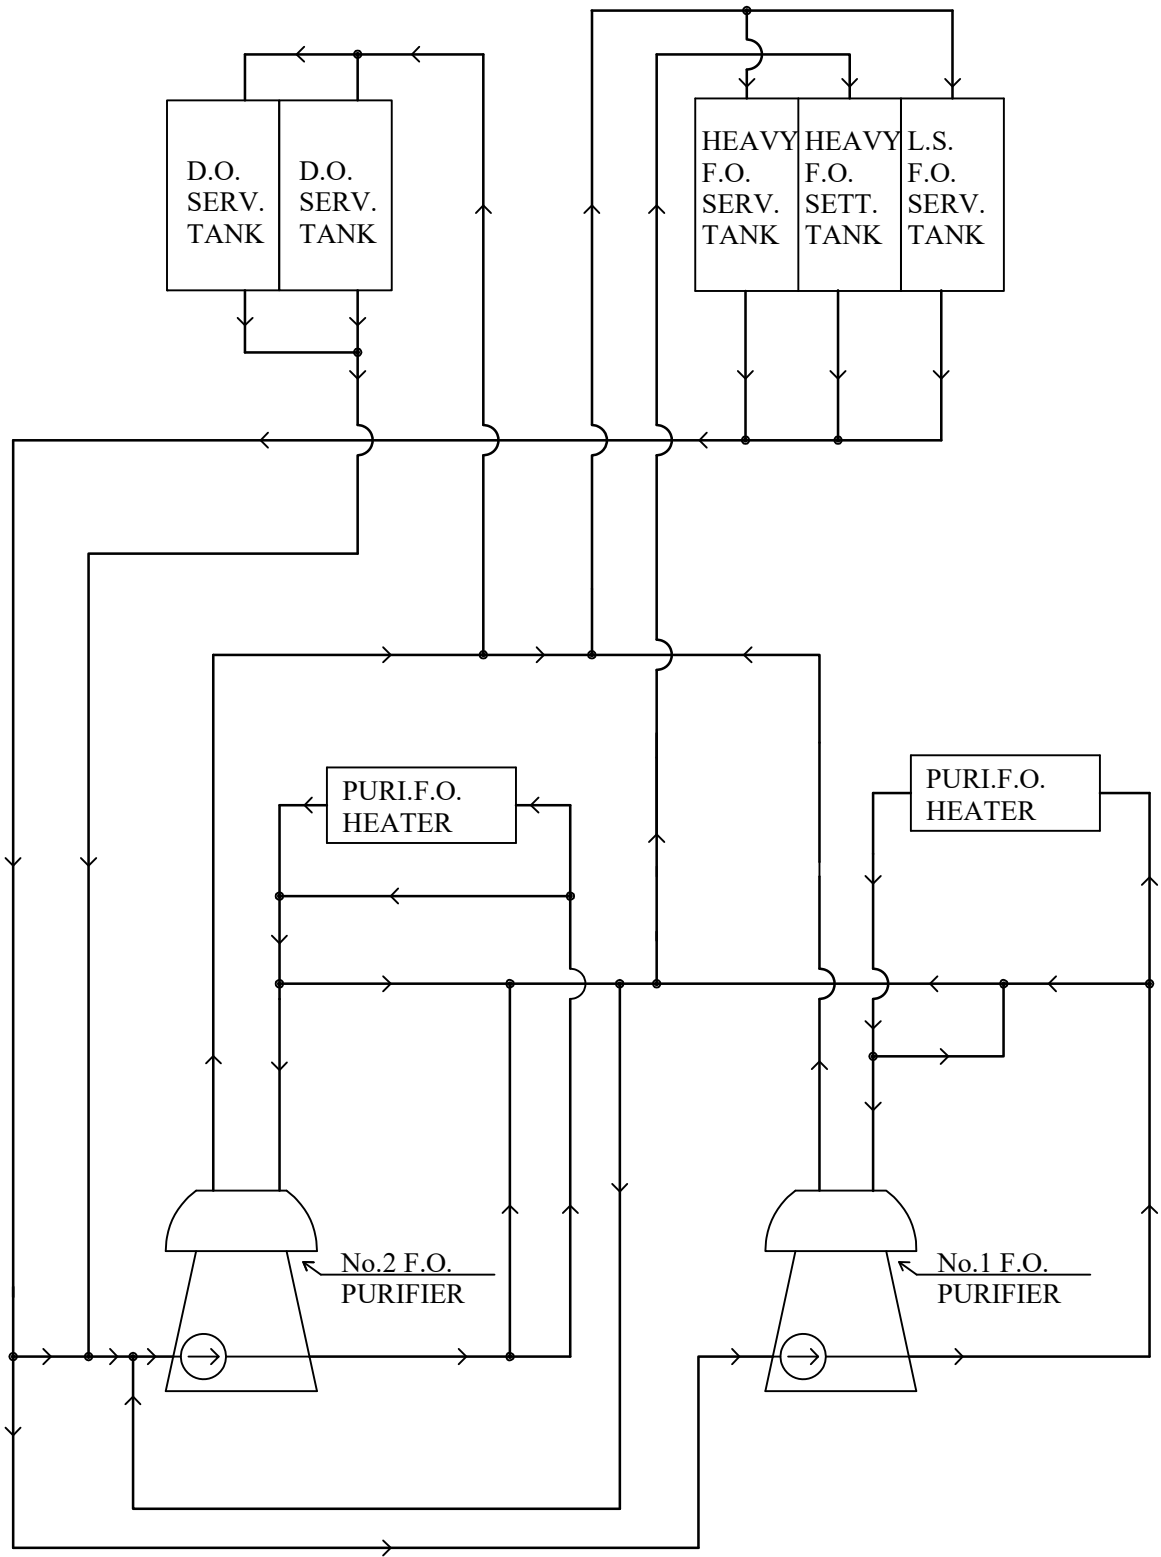 D.O.
SERV.
TANK
D.O.
SERV.
TANK
HEAVY
F.O.
SERV.
TANK
HEAVY
F.O.
SETT.
TANK
L.S.
F.O.
SERV.
TANK
PURI.F.O.
HEATER
PURI.F.O.
HEATER
No.2 F.O.
PURIFIER
No.1 F.O.
PURIFIER